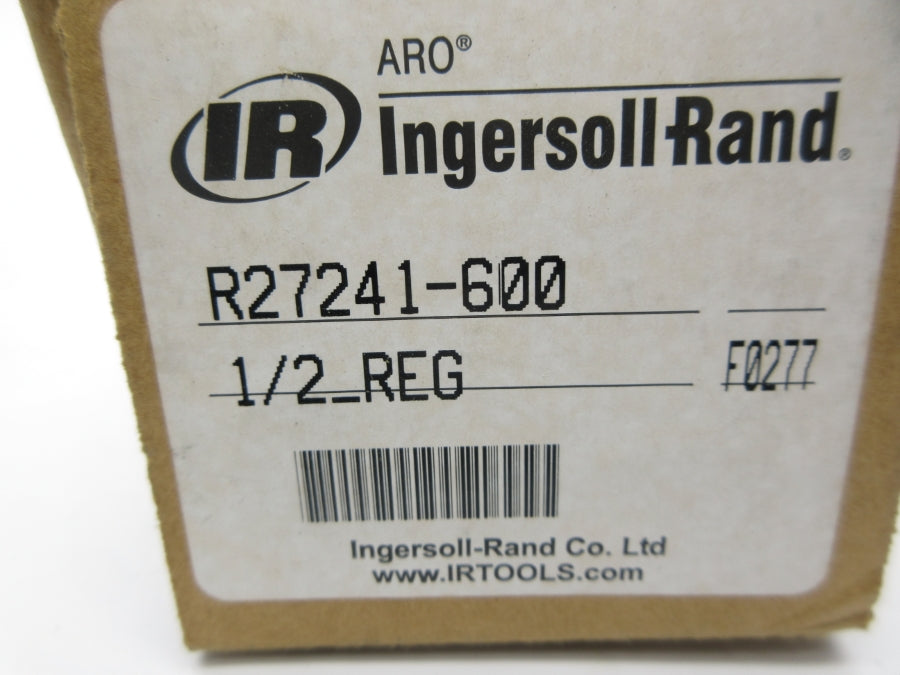 ARO®
IR Ingersoll-Rand®
R27241-600
1/2_REG F0277
Ingersoll-Rand Co. Ltd
www.IRTOOLS.com